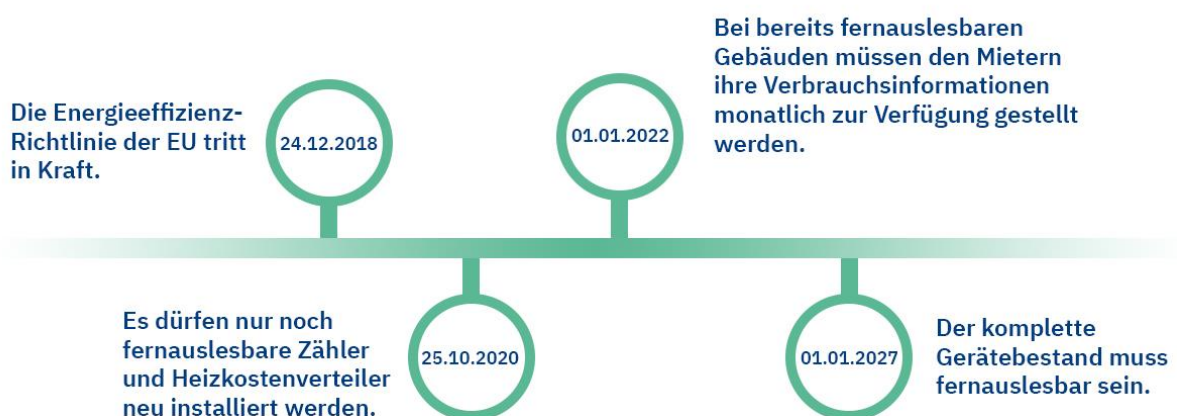 Die Energieeffizienz-
Richtlinie der EU tritt
in Kraft.
24.12.2018
Es dürfen nur noch
fernauslesbare Zähler
und Heizkostenverteiler
neu installiert werden.
25.10.2020
01.01.2022
Bei bereits fernauslesbaren
Gebäuden müssen den Mietern
ihre Verbrauchsinformationen
monatlich zur Verfügung gestellt
werden.
01.01.2027
Der komplette
Gerätebestand muss
fernauslesbar sein.